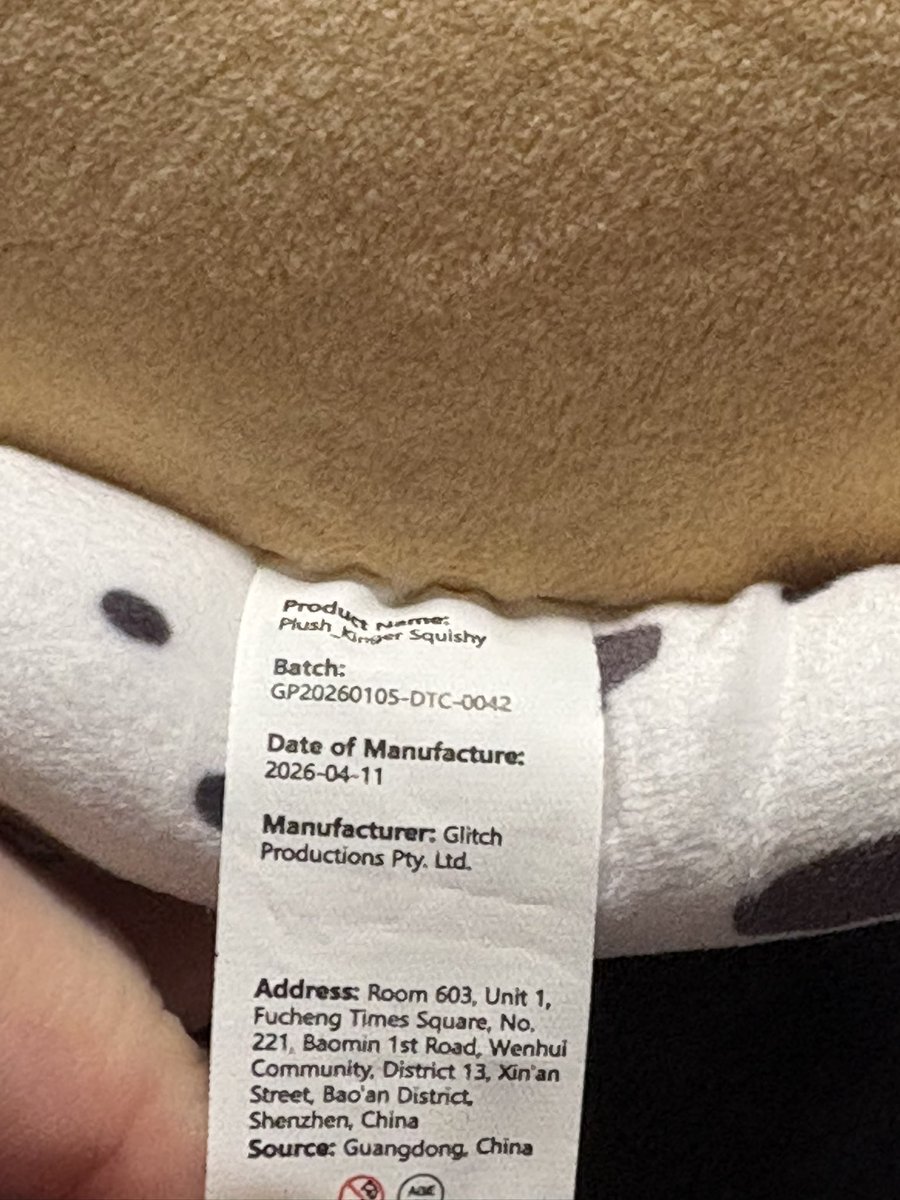 Product Name:
Plush_Kinger Squishy
Batch:
GP20260105-DTC-0042
Date of Manufacture:
2026-04-11
Manufacturer: Glitch
Productions Pty. Ltd.
Address: Room 603, Unit 1,
Fucheng Times Square, No.
221, Baomin 1st Road, Wenhui
Community, District 13, Xin'an
Street, Bao'an District,
Shenzhen, China
Source: Guangdong, China
AGE